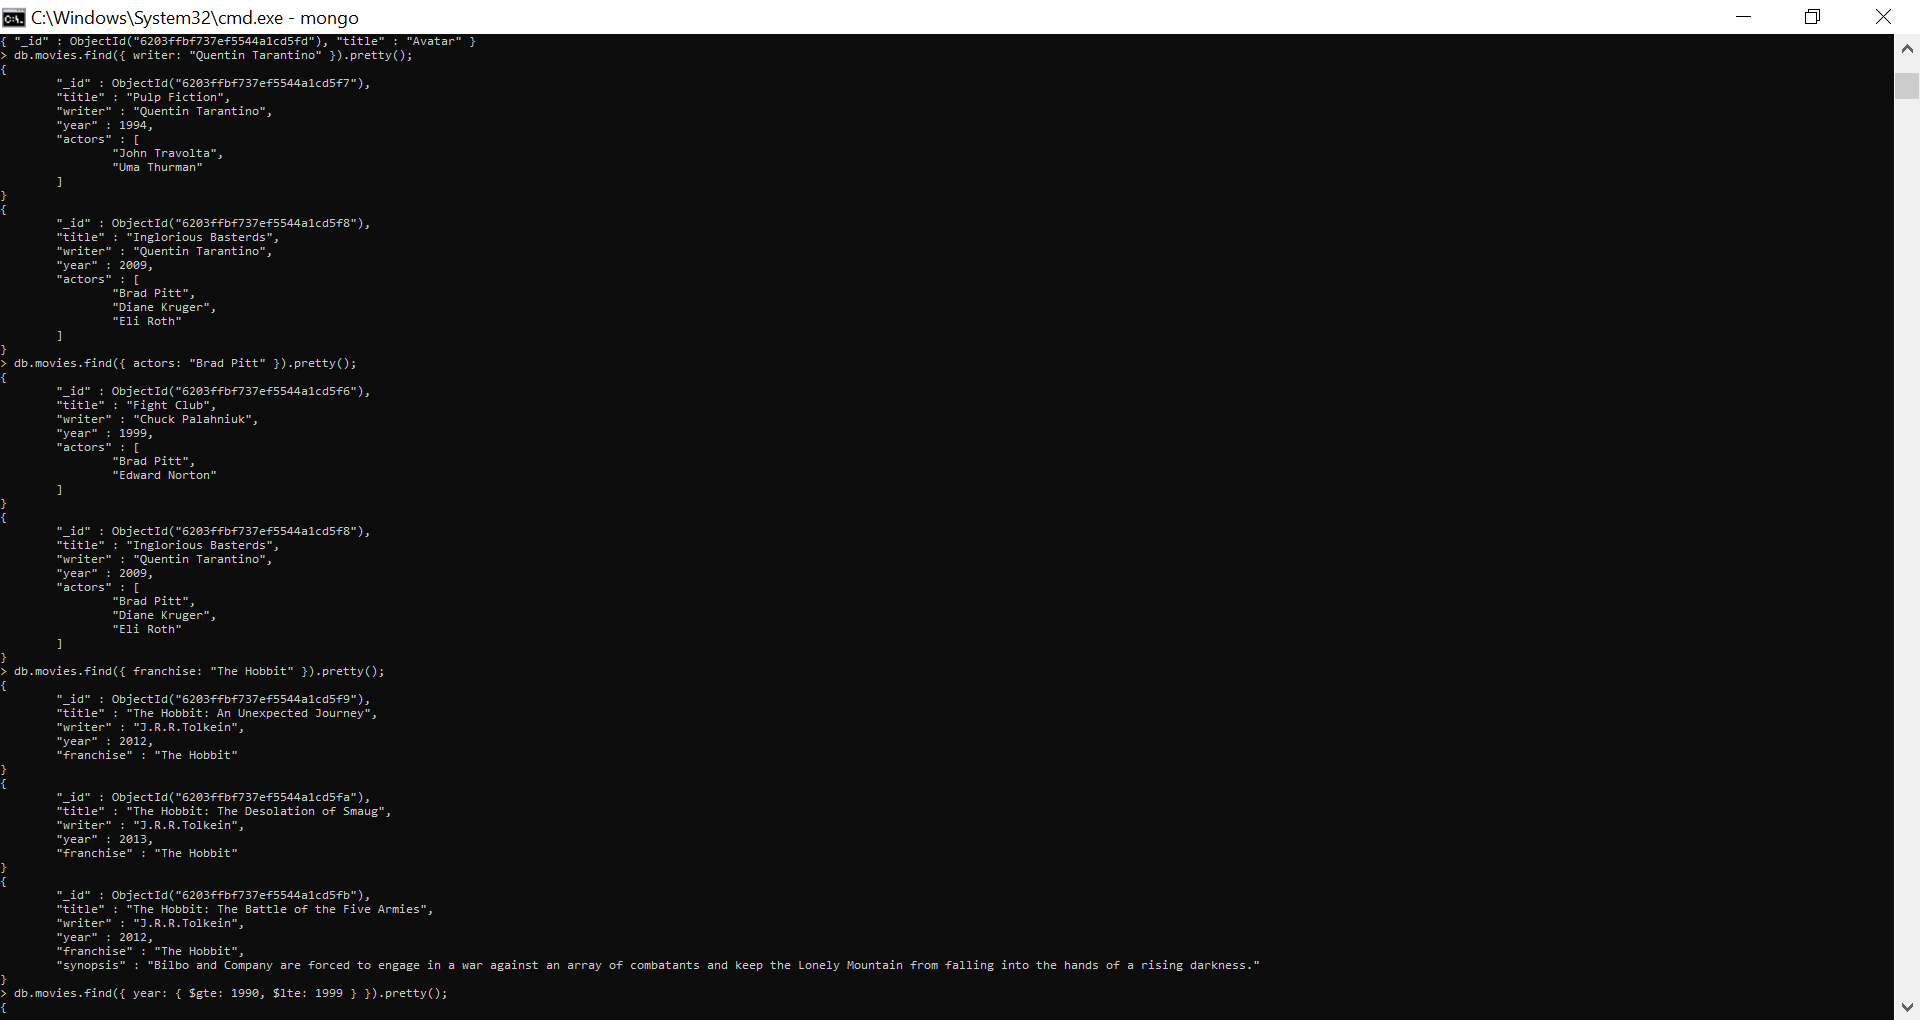 C:\Windows\System32\cmd.exe - mongo
{ "_id" : ObjectId("6203ffbf737ef5544a1cd5fd"), "title" : "Avatar" }
> db.movies.find({ writer: "Quentin Tarantino" }).pretty();
{
        "_id" : ObjectId("6203ffbf737ef5544a1cd5f7"),
        "title" : "Pulp Fiction",
        "writer" : "Quentin Tarantino",
        "year" : 1994,
        "actors" : [
                "John Travolta",
                "Uma Thurman"
        ]
}
{
        "_id" : ObjectId("6203ffbf737ef5544a1cd5f8"),
        "title" : "Inglorious Basterds",
        "writer" : "Quentin Tarantino",
        "year" : 2009,
        "actors" : [
                "Brad Pitt",
                "Diane Kruger",
                "Eli Roth"
        ]
}
> db.movies.find({ actors: "Brad Pitt" }).pretty();
{
        "_id" : ObjectId("6203ffbf737ef5544a1cd5f6"),
        "title" : "Fight Club",
        "writer" : "Chuck Palahniuk",
        "year" : 1999,
        "actors" : [
                "Brad Pitt",
                "Edward Norton"
        ]
}
{
        "_id" : ObjectId("6203ffbf737ef5544a1cd5f8"),
        "title" : "Inglorious Basterds",
        "writer" : "Quentin Tarantino",
        "year" : 2009,
        "actors" : [
                "Brad Pitt",
                "Diane Kruger",
                "Eli Roth"
        ]
}
> db.movies.find({ franchise: "The Hobbit" }).pretty();
{
        "_id" : ObjectId("6203ffbf737ef5544a1cd5f9"),
        "title" : "The Hobbit: An Unexpected Journey",
        "writer" : "J.R.R.Tolkein",
        "year" : 2012,
        "franchise" : "The Hobbit"
}
{
        "_id" : ObjectId("6203ffbf737ef5544a1cd5fa"),
        "title" : "The Hobbit: The Desolation of Smaug",
        "writer" : "J.R.R.Tolkein",
        "year" : 2013,
        "franchise" : "The Hobbit"
}
{
        "_id" : ObjectId("6203ffbf737ef5544a1cd5fb"),
        "title" : "The Hobbit: The Battle of the Five Armies",
        "writer" : "J.R.R.Tolkein",
        "year" : 2012,
        "franchise" : "The Hobbit",
        "synopsis" : "Bilbo and Company are forced to engage in a war against an array of combatants and keep the Lonely Mountain from falling into the hands of a rising darkness."
}
> db.movies.find({ year: { $gte: 1990, $lte: 1999 } }).pretty();
{